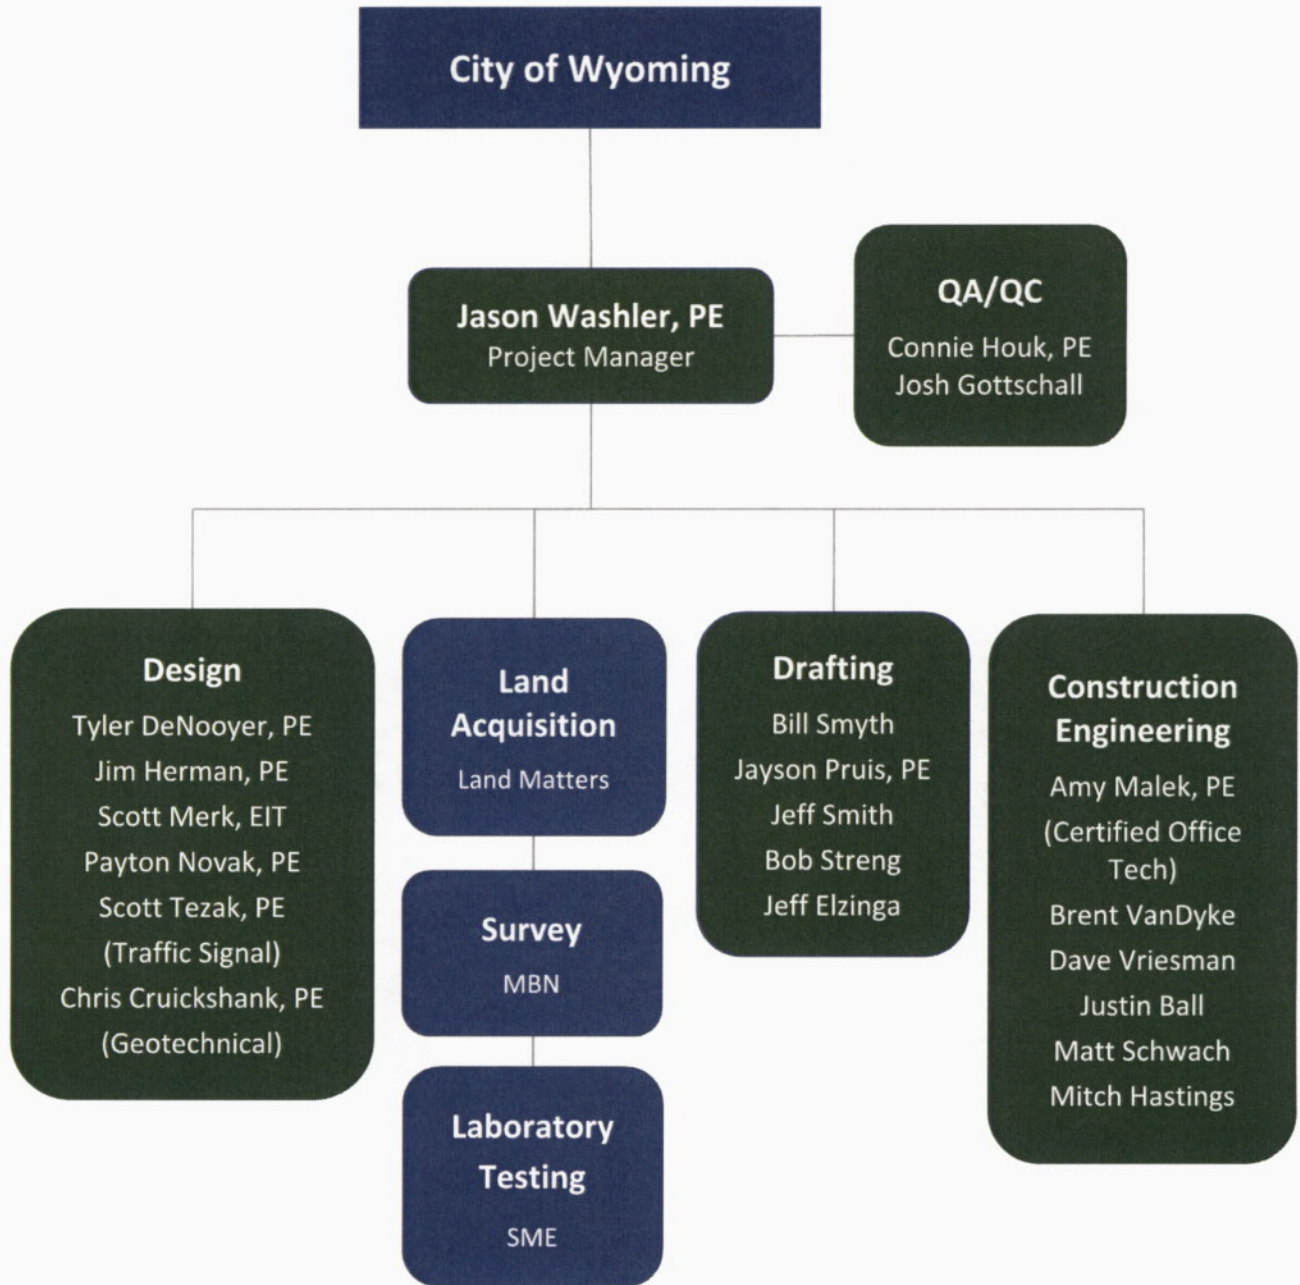 City of Wyoming
Jason Washler, PE
Project Manager
QA/QC
Connie Houk, PE
Josh Gottschall
Design
Tyler DeNooyer, PE
Jim Herman, PE
Scott Merk, EIT
Payton Novak, PE
Scott Tezak, PE
(Traffic Signal)
Chris Cruickshank, PE
(Geotechnical)
Land
Acquisition
Land Matters
Survey
MBN
Laboratory
Testing
SME
Drafting
Bill Smyth
Jayson Pruis, PE
Jeff Smith
Bob Streng
Jeff Elzinga
Construction
Engineering
Amy Malek, PE
(Certified Office
Tech)
Brent VanDyke
Dave Vriesman
Justin Ball
Matt Schwach
Mitch Hastings